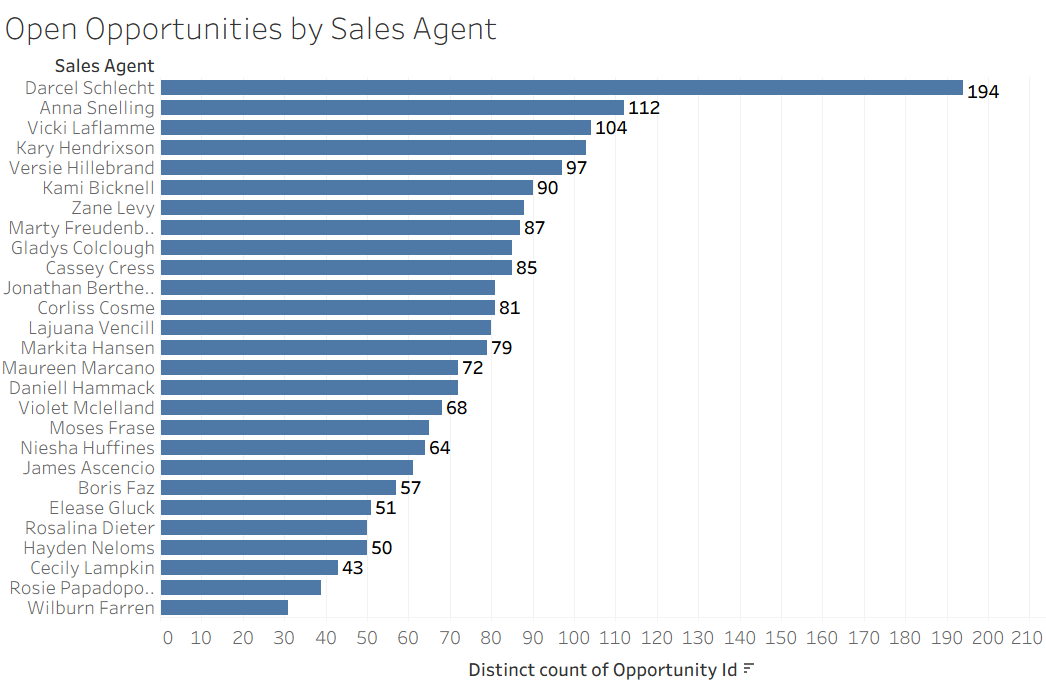 Open Opportunities by Sales Agent
Sales Agent
Darcel Schlecht 194
Anna Snelling 112
Vicki Laflamme 104
Kary Hendrixson
Versie Hillebrand 97
Kami Bicknell 90
Zane Levy
Marty Freudenb.. 87
Gladys Colclough
Cassey Cress 85
Jonathan Berthe..
Corliss Cosme 81
Lajuana Vencill
Markita Hansen 79
Maureen Marcano 72
Daniell Hammack
Violet Mclelland 68
Moses Frase
Niesha Huffines 64
James Ascencio
Boris Faz 57
Elease Gluck 51
Rosalina Dieter
Hayden Neloms 50
Cecily Lampkin 43
Rosie Papadopo..
Wilburn Farren
0 10 20 30 40 50 60 70 80 90 100 110 120 130 140 150 160 170 180 190 200 210
Distinct count of Opportunity Id